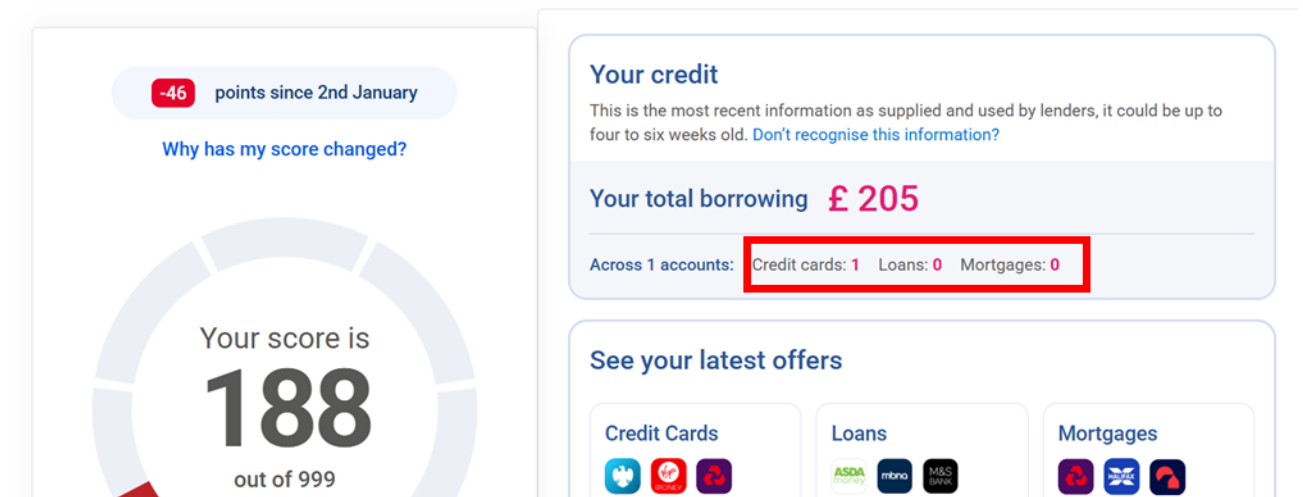 -46 points since 2nd January
Why has my score changed?
Your score is
188
out of 999
Your credit
This is the most recent information as supplied and used by lenders, it could be up to
four to six weeks old. Don't recognise this information?
Your total borrowing £ 205
Across 1 accounts: Credit cards: 1 Loans: 0 Mortgages: 0
See your latest offers
Credit Cards
Loans
Mortgages
MONEY
ASDA
money
mbna
M&S
BANK
HALIFAX